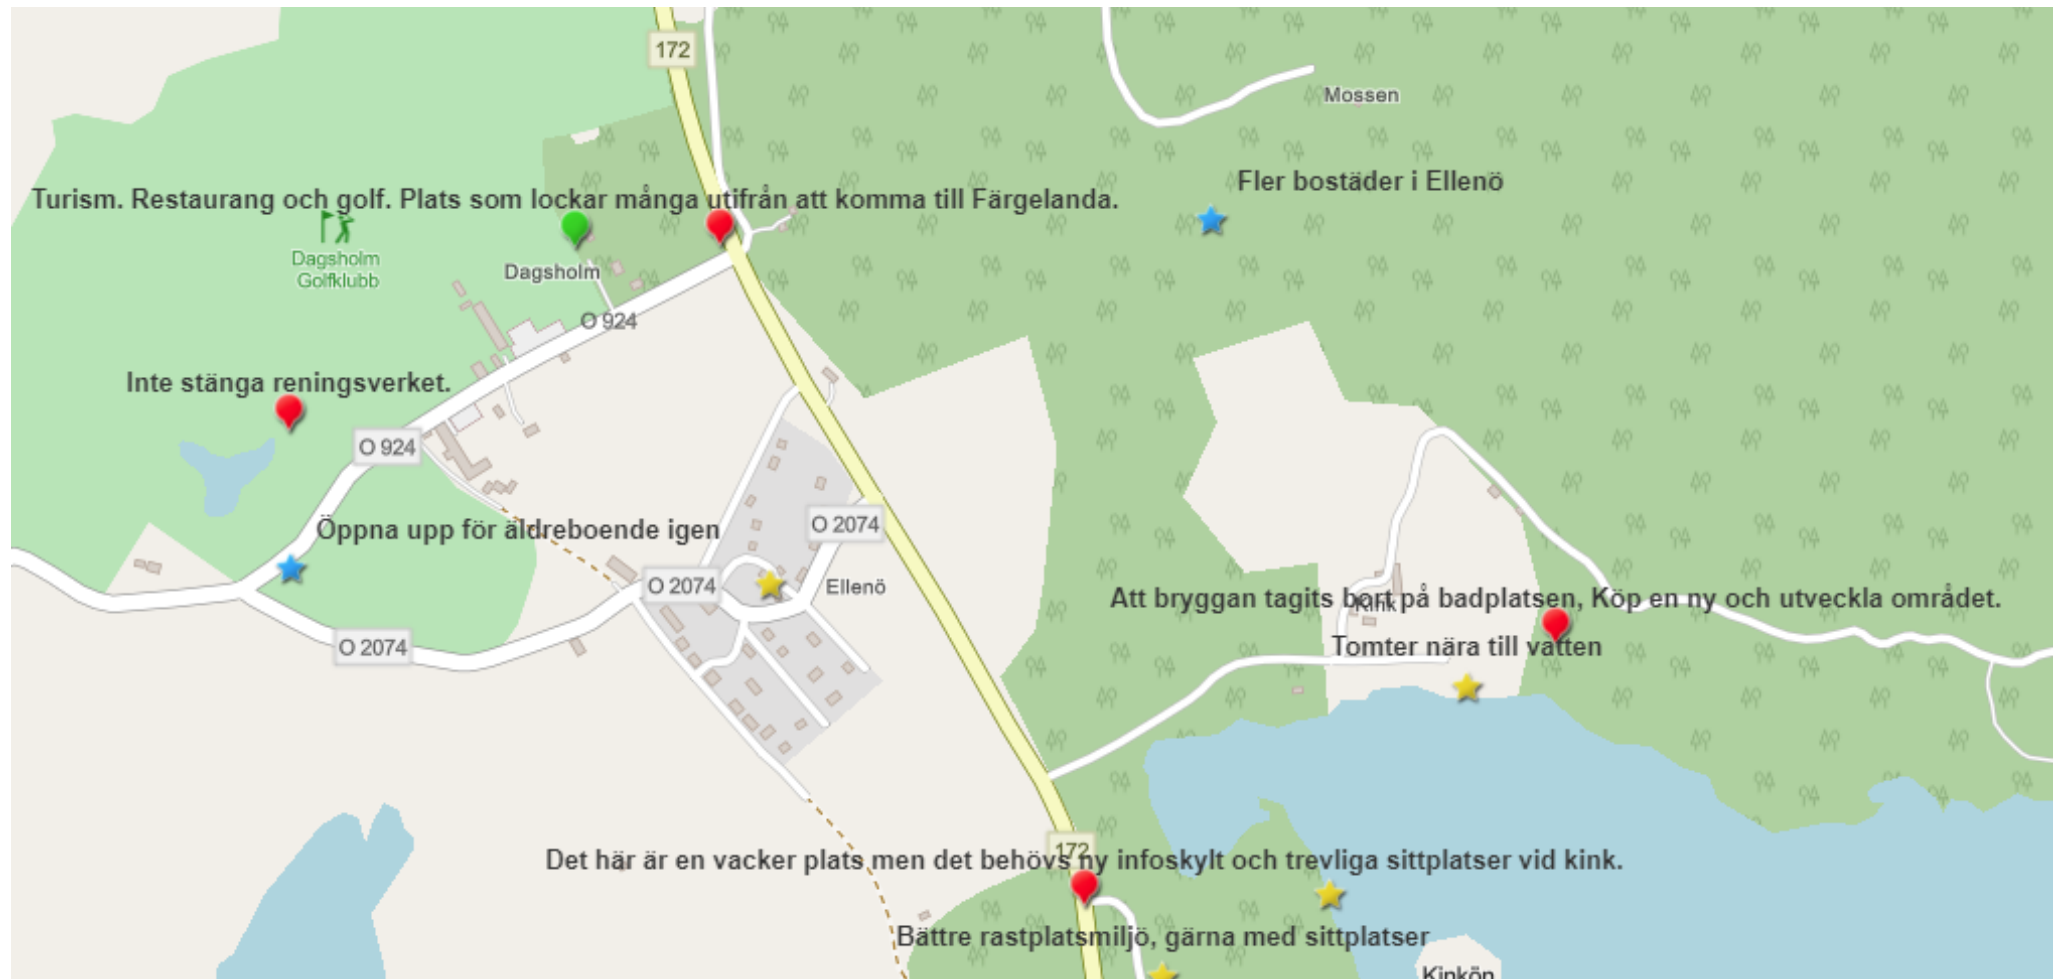 172
Mossen
Fler bostäder i Ellenö
Turism. Restaurang och golf. Plats som lockar många utifrån att komma till Färgelanda.
Dagsholm
Golfklubb
Dagsholm
O 924
Inte stänga reningsverket.
O 924
Öppna upp för äldreboende igen
O 2074
O 2074
Ellenö
Att bryggan tagits bort på badplatsen, Köp en ny och utveckla området.
Kink
O 2074
Tomter nära till vatten
172
Det här är en vacker plats men det behövs ny infoskylt och trevliga sittplatser vid kink.
Bättre rastplatsmiljö, gärna med sittplatser
Kinkön